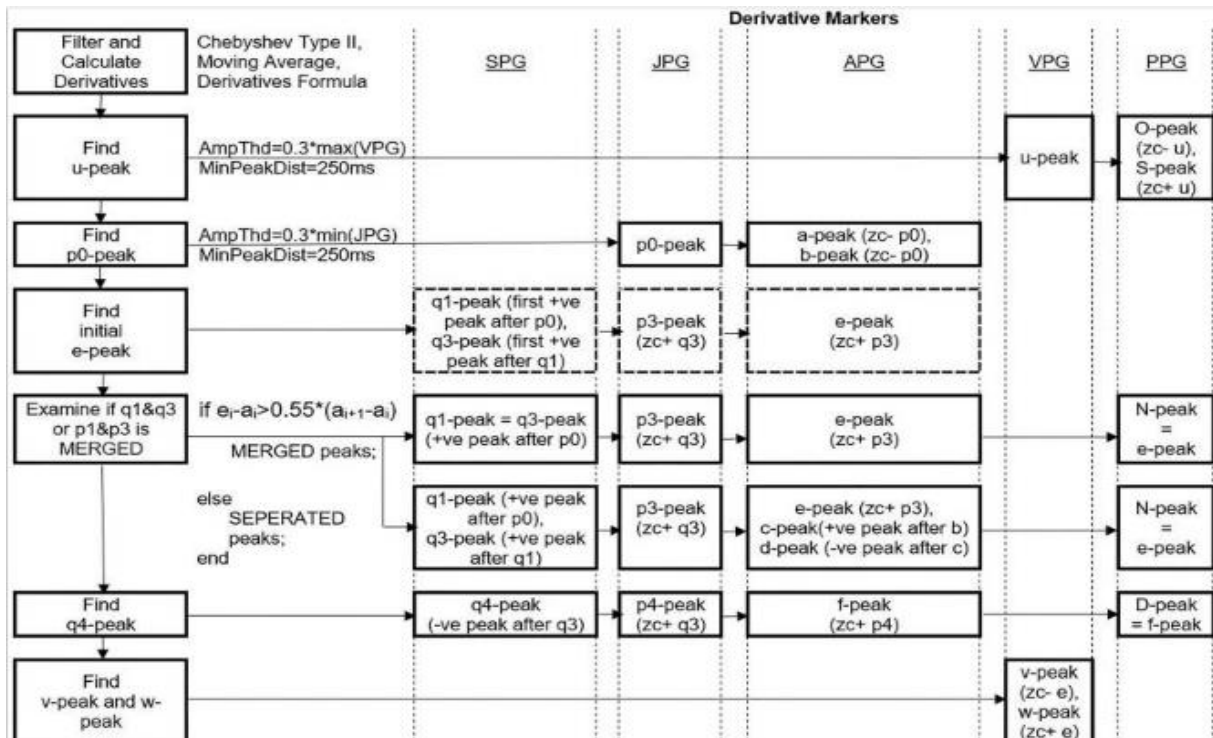 Derivative Markers
Filter and
Calculate
Derivatives
Chebyshev Type II,
Moving Average,
Derivatives Formula
SPG
JPG
APG
VPG
PPG
Find
u-peak
AmpThd=0.3*max(VPG)
MinPeakDist=250ms
u-peak
O-peak
(zc- u),
S-peak
(zc+ u)
Find
p0-peak
AmpThd=0.3*min(JPG)
MinPeakDist=250ms
p0-peak
a-peak (zc- p0),
b-peak (zc- p0)
Find
initial
e-peak
q1-peak (first +ve
peak after p0),
q3-peak (first +ve
peak after q1)
p3-peak
(zc+ q3)
e-peak
(zc+ p3)
Examine if q1&q3
or p1&p3 is
MERGED
if eᵢ-aᵢ>0.55*(aᵢ₊₁-aᵢ)
MERGED peaks;
q1-peak = q3-peak
(+ve peak after p0)
p3-peak
(zc+ q3)
e-peak
(zc+ p3)
N-peak
=
e-peak
else
SEPERATED
peaks;
end
q1-peak (+ve peak
after p0),
q3-peak (+ve peak
after q1)
p3-peak
(zc+ q3)
e-peak (zc+ p3),
c-peak(+ve peak after b)
d-peak (-ve peak after c)
N-peak
=
e-peak
Find
q4-peak
q4-peak
(-ve peak after q3)
p4-peak
(zc+ q3)
f-peak
(zc+ p4)
D-peak
= f-peak
Find
v-peak and w-
peak
v-peak
(zc- e),
w-peak
(zc+ e)